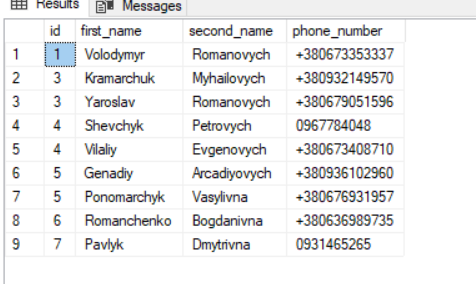 Results Messages
id first_name second_name phone_number
1 1 Volodymyr Romanovych +380673353337
2 3 Kramarchuk Myhailovych +380932149570
3 3 Yaroslav Romanovych +380679051596
4 4 Shevchyk Petrovych 0967784048
5 4 Vilaliy Evgenovych +380673408710
6 5 Genadiy Arcadiyovych +380936102960
7 5 Ponomarchyk Vasylivna +380676931957
8 6 Romanchenko Bogdanivna +380636989735
9 7 Pavlyk Dmytrivna 0931465265